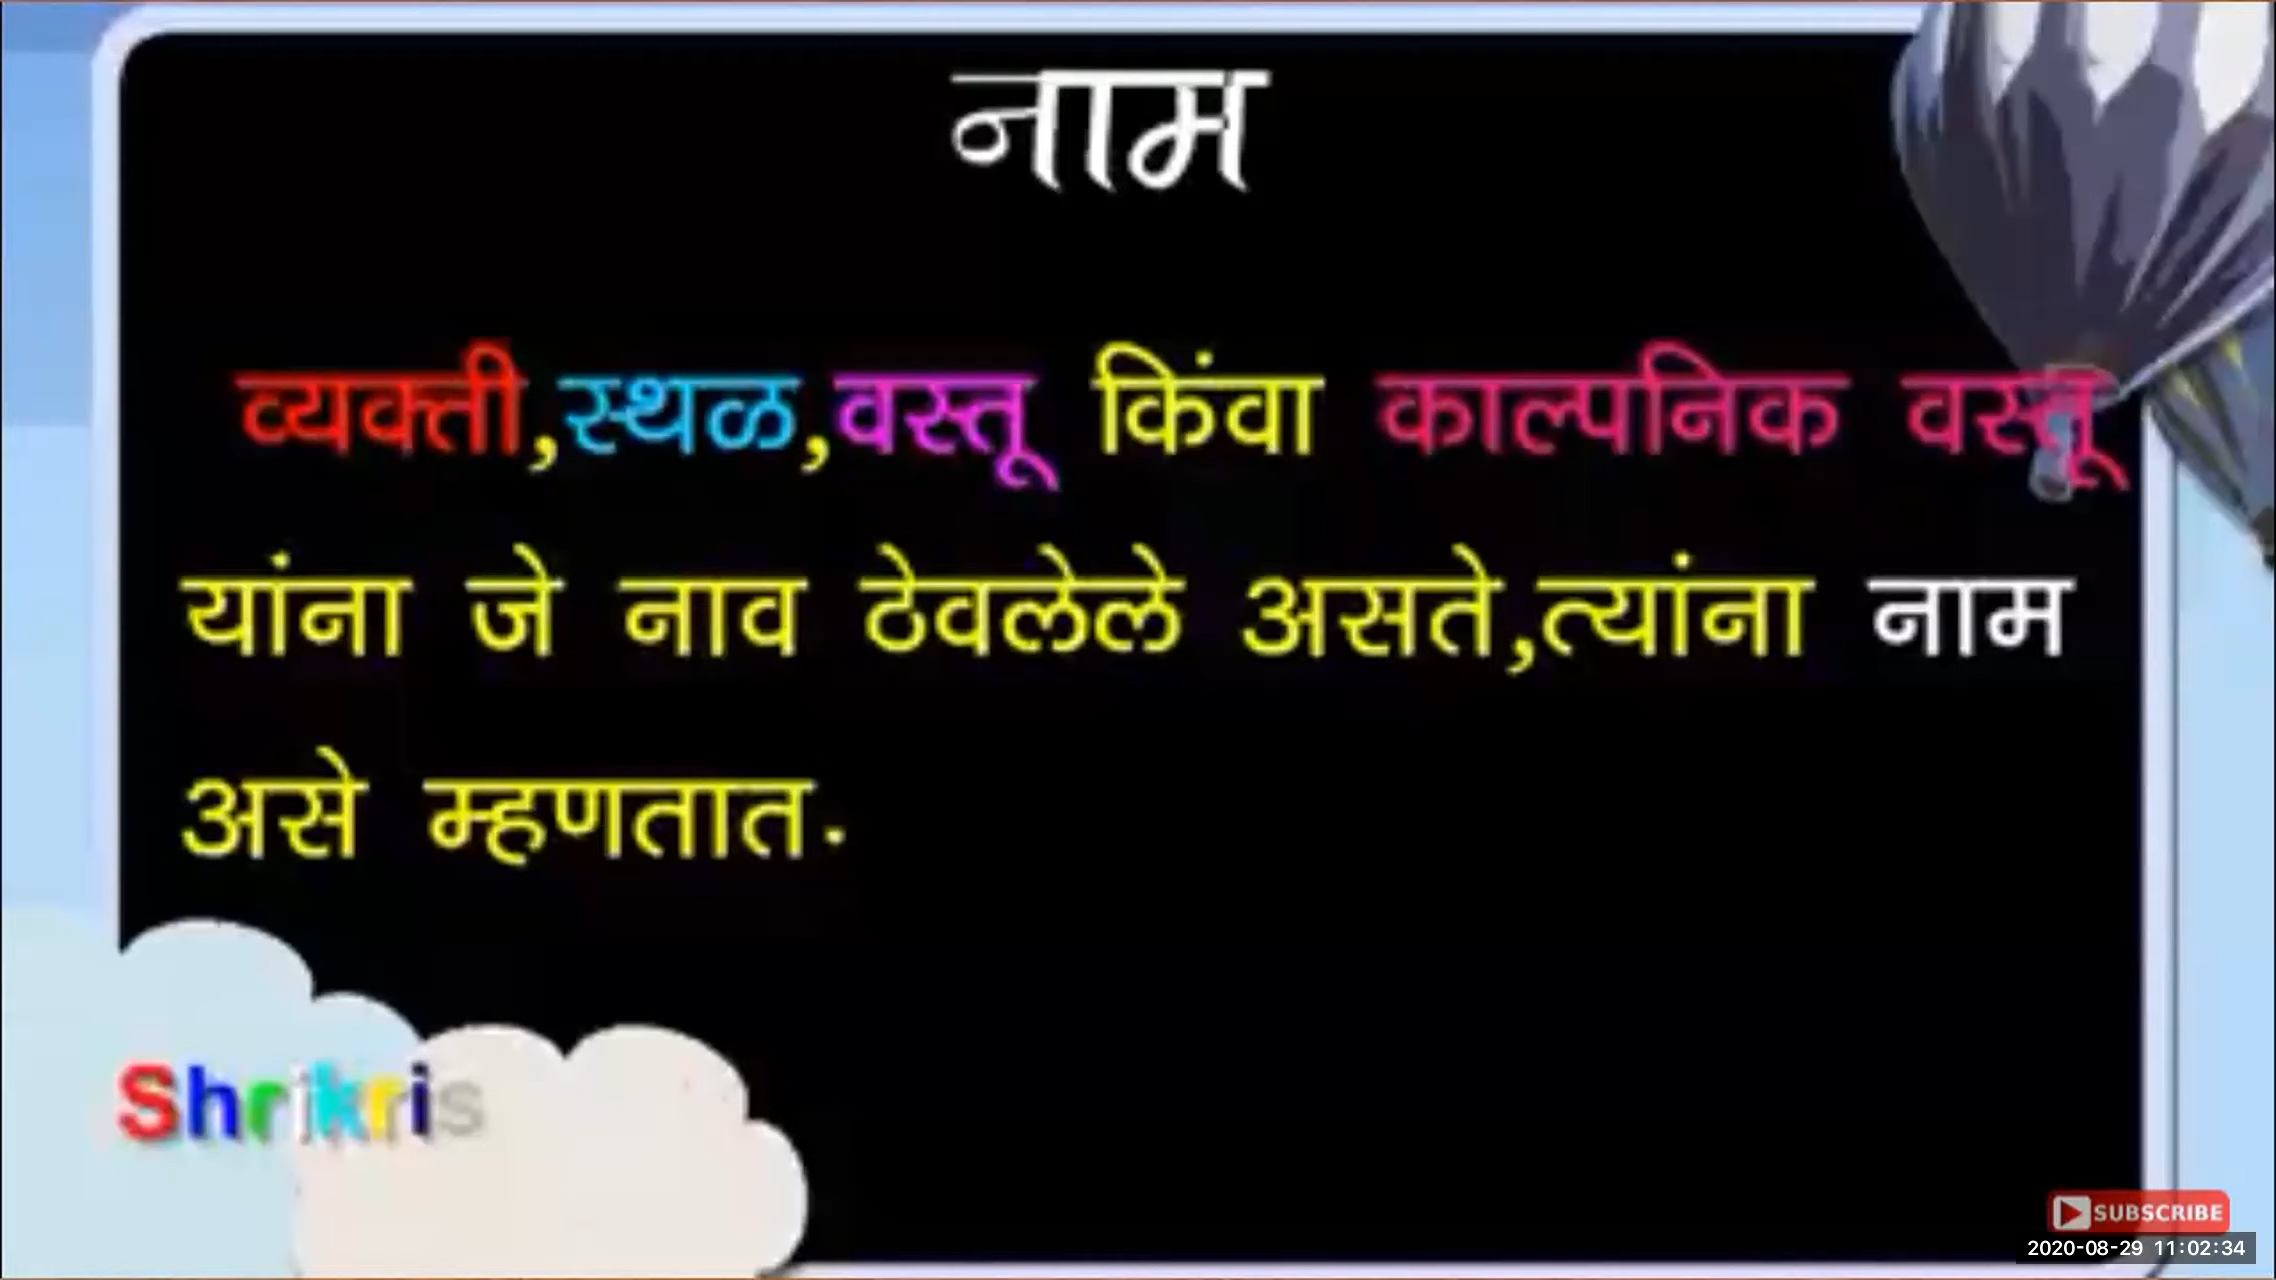 नाम
व्यक्ती,स्थळ,वस्तू किंवा काल्पनिक वस्तू
यांना जे नाव ठेवलेले असते,त्यांना नाम
असे म्हणतात.
Shrikris
SUBSCRIBE
2020-08-29 11:02:34